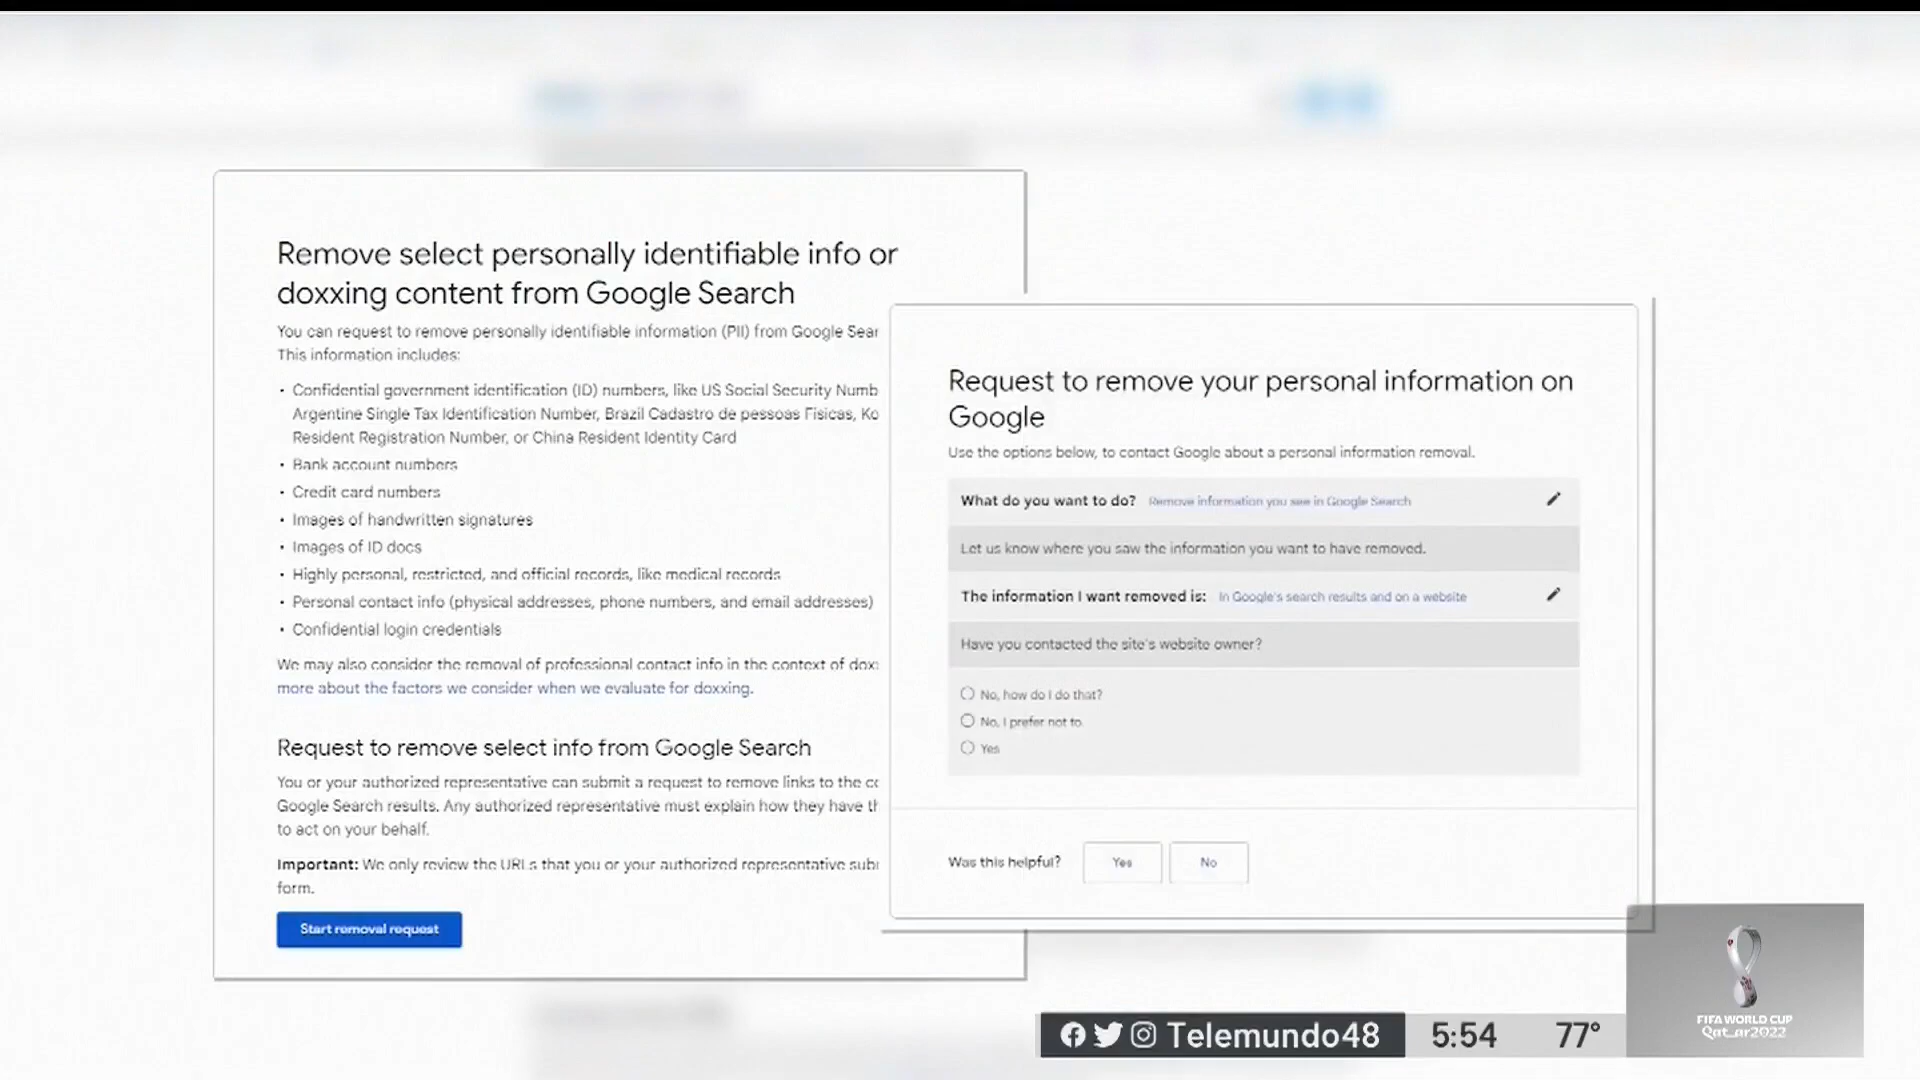 Remove select personally identifiable info or
doxxing content from Google Search
You can request to remove personally identifiable information (PII) from Google Sear
This information includes:
• Confidential government identification (ID) numbers, like US Social Security Numb
Argentine Single Tax Identification Number, Brazil Cadastro de pessoas Físicas, Ko
Resident Registration Number, or China Resident Identity Card
• Bank account numbers
• Credit card numbers
• Images of handwritten signatures
• Images of ID docs
• Highly personal, restricted, and official records, like medical records
• Personal contact info (physical addresses, phone numbers, and email addresses)
• Confidential login credentials
We may also consider the removal of professional contact info in the context of dox
more about the factors we consider when we evaluate for doxxing.
Request to remove select info from Google Search
You or your authorized representative can submit a request to remove links to the co
Google Search results. Any authorized representative must explain how they have th
to act on your behalf.
Important: We only review the URLs that you or your authorized representative sub
form.
Start removal request
Request to remove your personal information on
Google
Use the options below, to contact Google about a personal information removal.
What do you want to do? Remove information you see in Google Search
Let us know where you saw the information you want to have removed.
The information I want removed is: In Google's search results and on a website
Have you contacted the site's website owner?
No, how do I do that?
No, I prefer not to
Yes
Was this helpful? Yes No
Telemundo48 5:54 77°
FIFA WORLD CUP
Qatar2022